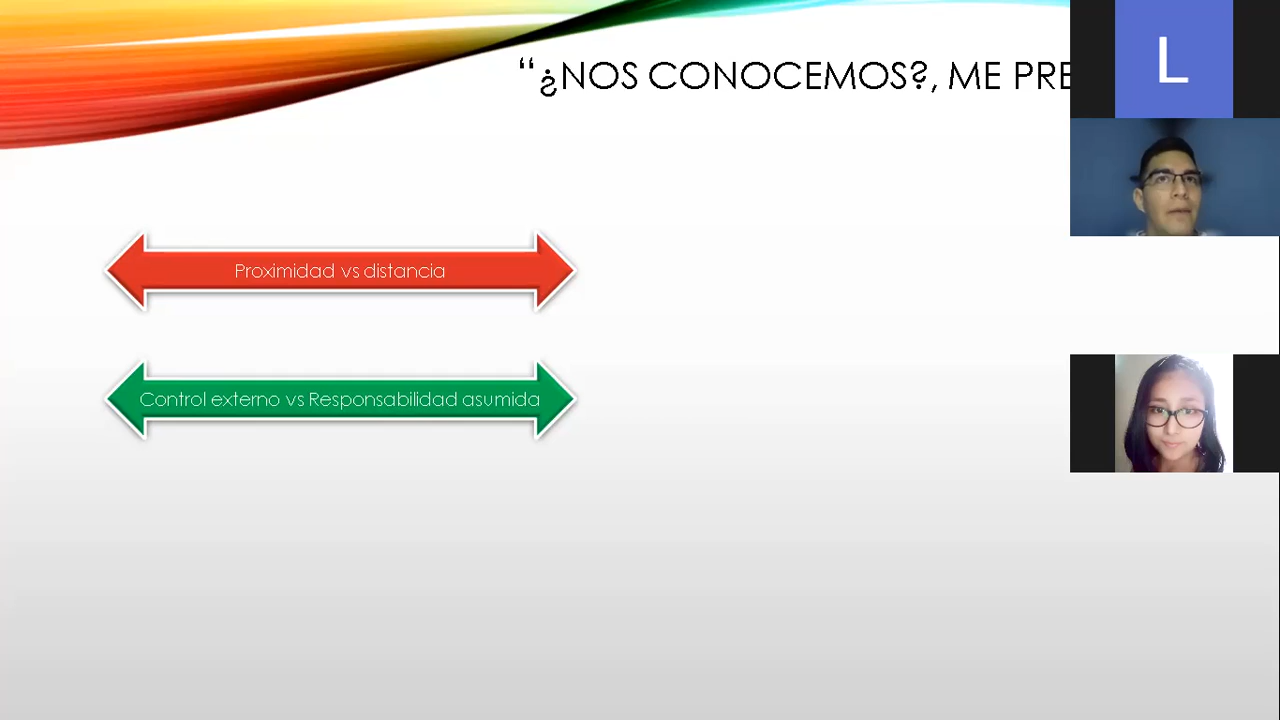 “¿NOS CONOCEMOS?, ME PRE
L
Proximidad vs distancia
Control externo vs Responsabilidad asumida